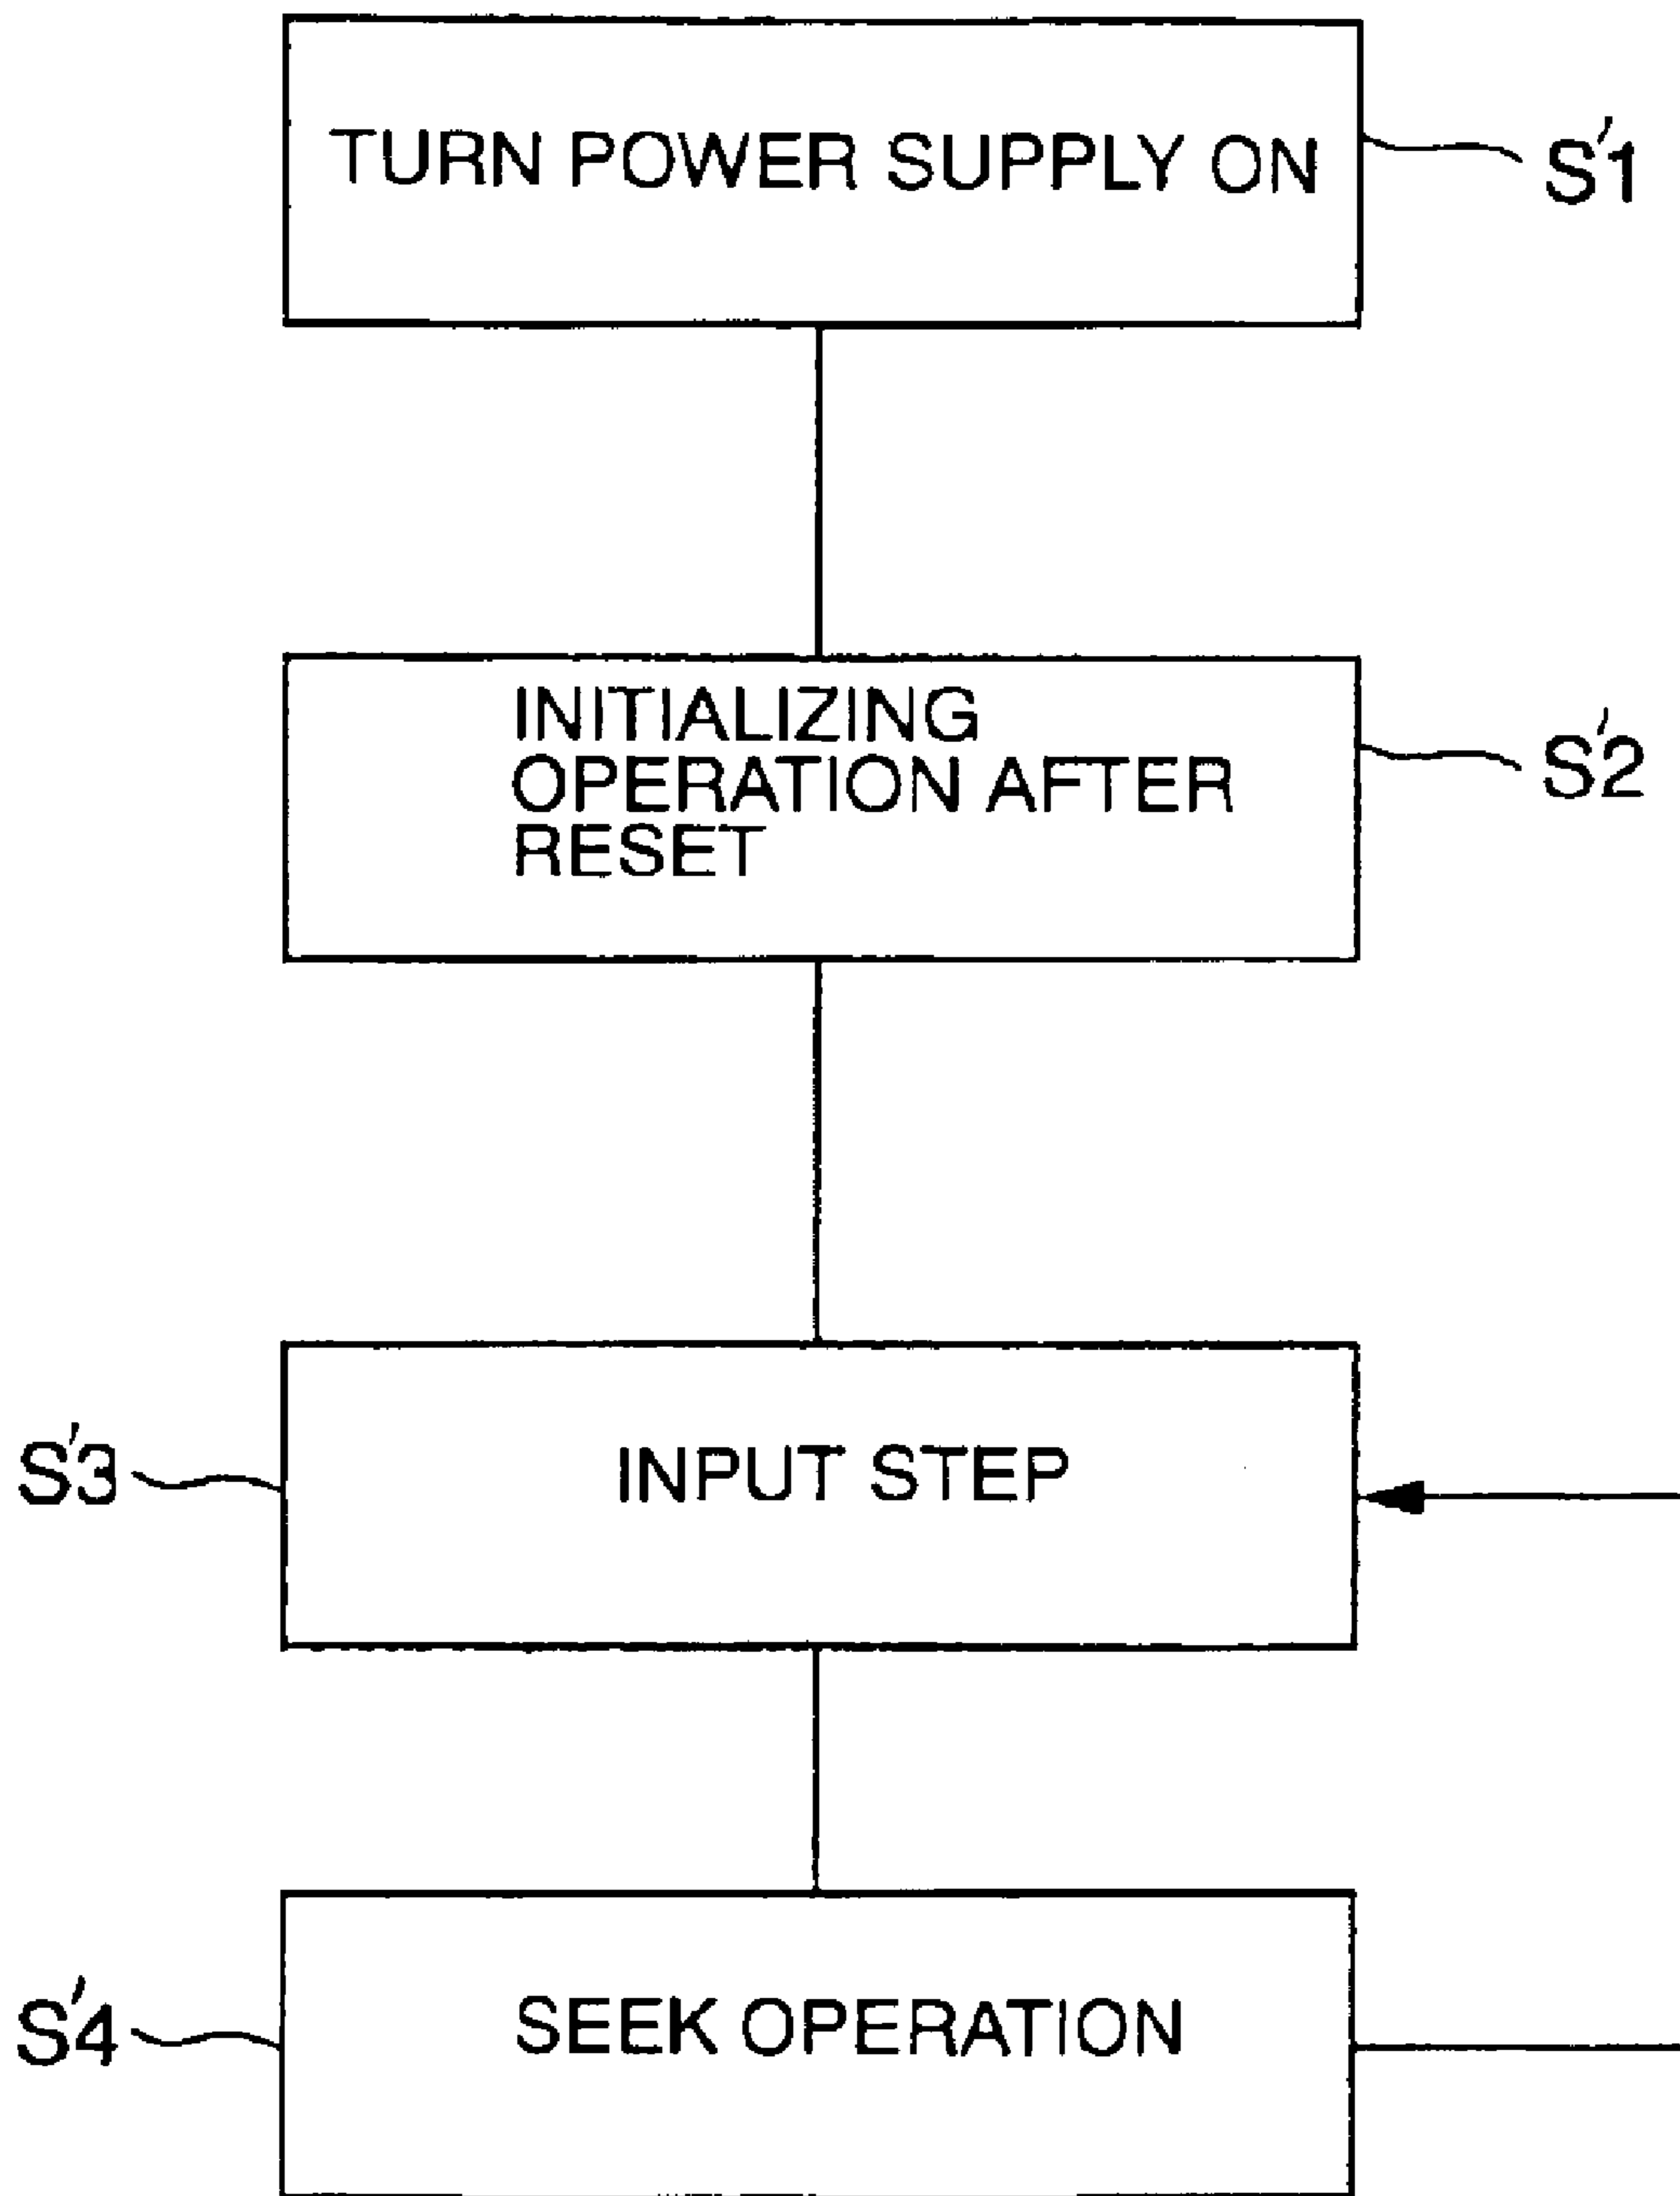 TURN POWER SUPPLY ON
S'1
INITIALIZING
OPERATION AFTER
RESET
S'2
S'3
INPUT STEP
S'4
SEEK OPERATION